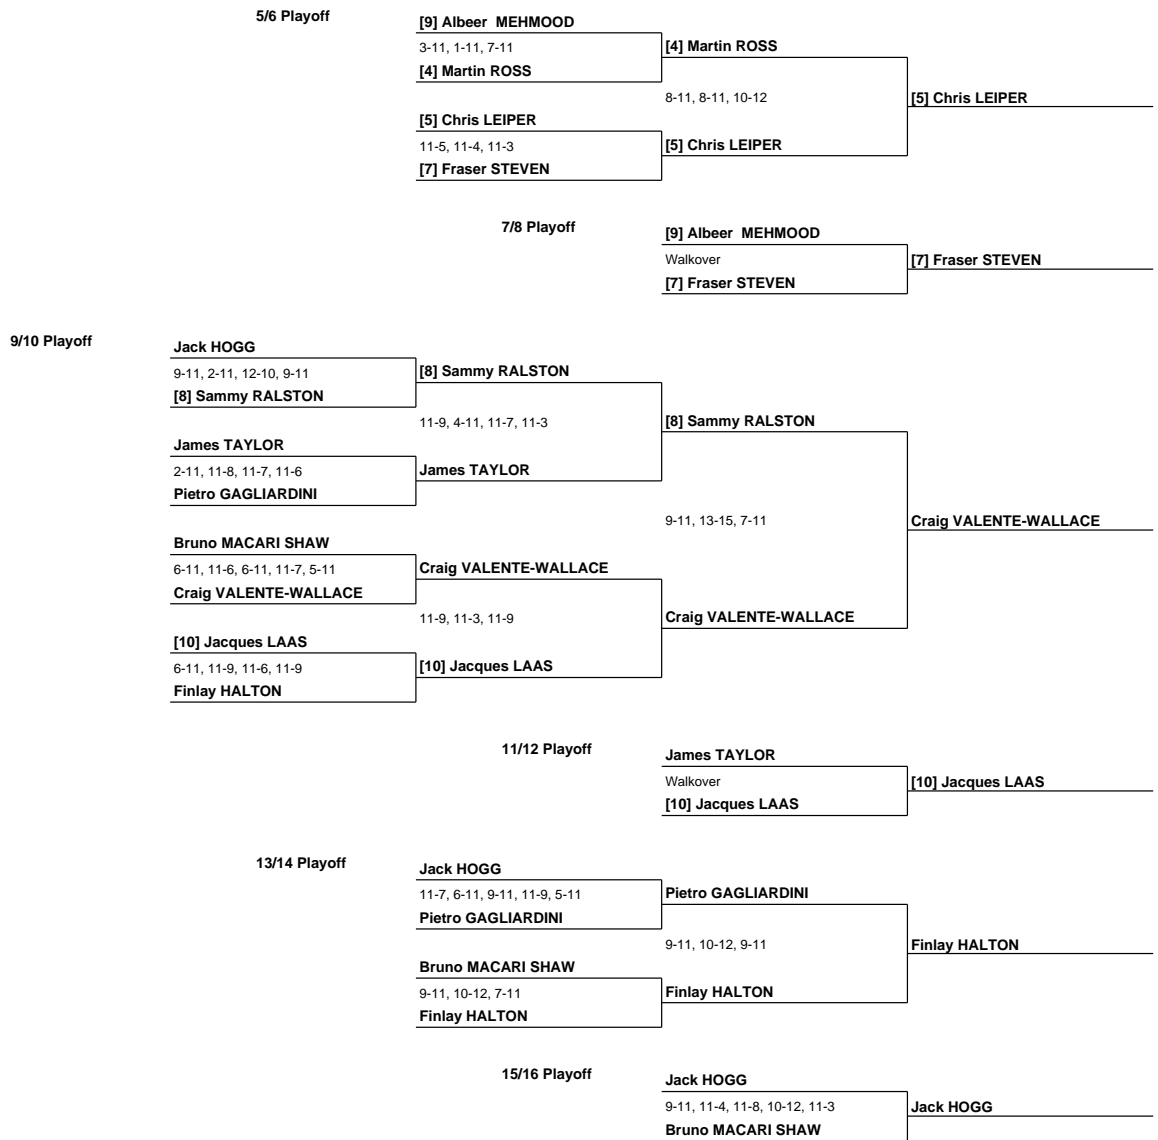 5/6 Playoff
[9] Albeer  MEHMOOD
3-11, 1-11, 7-11
[4] Martin ROSS
[4] Martin ROSS
8-11, 8-11, 10-12
[5] Chris LEIPER
[5] Chris LEIPER
11-5, 11-4, 11-3
[5] Chris LEIPER
[7] Fraser STEVEN
7/8 Playoff
[9] Albeer  MEHMOOD
Walkover
[7] Fraser STEVEN
[7] Fraser STEVEN
9/10 Playoff
Jack HOGG
9-11, 2-11, 12-10, 9-11
[8] Sammy RALSTON
[8] Sammy RALSTON
11-9, 4-11, 11-7, 11-3
[8] Sammy RALSTON
James TAYLOR
2-11, 11-8, 11-7, 11-6
James TAYLOR
Pietro GAGLIARDINI
9-11, 13-15, 7-11
Craig VALENTE-WALLACE
Bruno MACARI SHAW
6-11, 11-6, 6-11, 11-7, 5-11
Craig VALENTE-WALLACE
Craig VALENTE-WALLACE
11-9, 11-3, 11-9
Craig VALENTE-WALLACE
[10] Jacques LAAS
6-11, 11-9, 11-6, 11-9
[10] Jacques LAAS
Finlay HALTON
11/12 Playoff
James TAYLOR
Walkover
[10] Jacques LAAS
[10] Jacques LAAS
13/14 Playoff
Jack HOGG
11-7, 6-11, 9-11, 11-9, 5-11
Pietro GAGLIARDINI
Pietro GAGLIARDINI
9-11, 10-12, 9-11
Finlay HALTON
Bruno MACARI SHAW
9-11, 10-12, 7-11
Finlay HALTON
Finlay HALTON
15/16 Playoff
Jack HOGG
9-11, 11-4, 11-8, 10-12, 11-3
Jack HOGG
Bruno MACARI SHAW